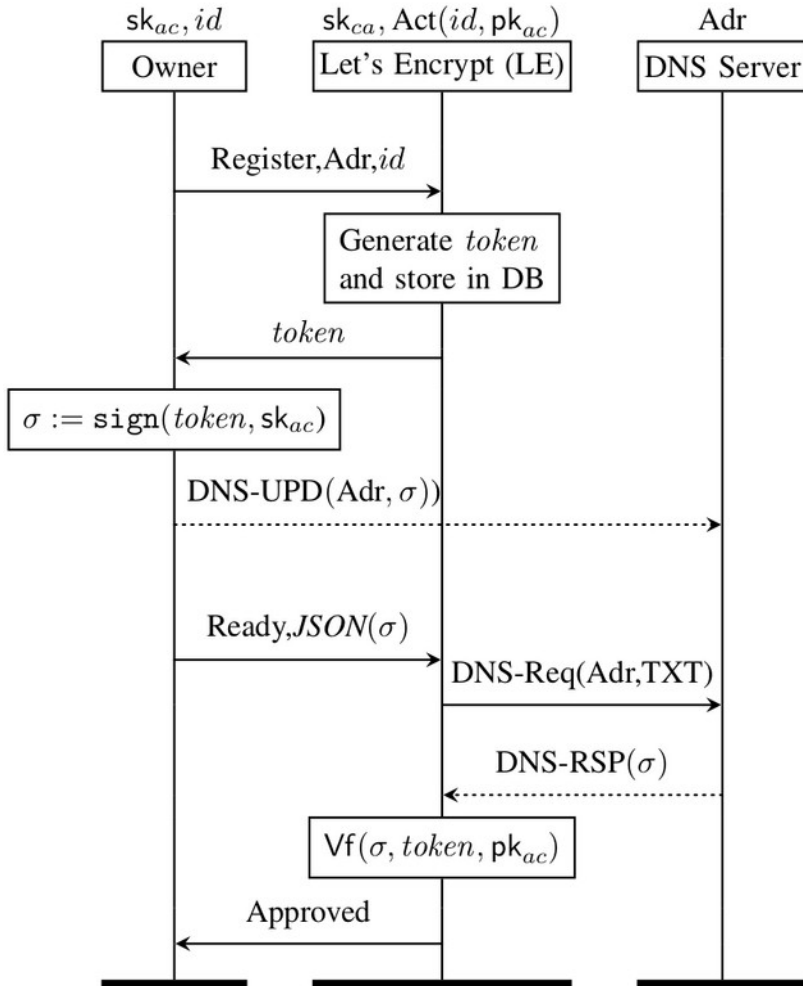 sk_ac, id
sk_ca, Act(id, pk_ac)
Adr
Owner
Let's Encrypt (LE)
DNS Server
Register,Adr,id
Generate token
and store in DB
token
σ := sign(token, sk_ac)
DNS-UPD(Adr, σ))
Ready,JSON(σ)
DNS-Req(Adr,TXT)
DNS-RSP(σ)
Vf(σ, token, pk_ac)
Approved